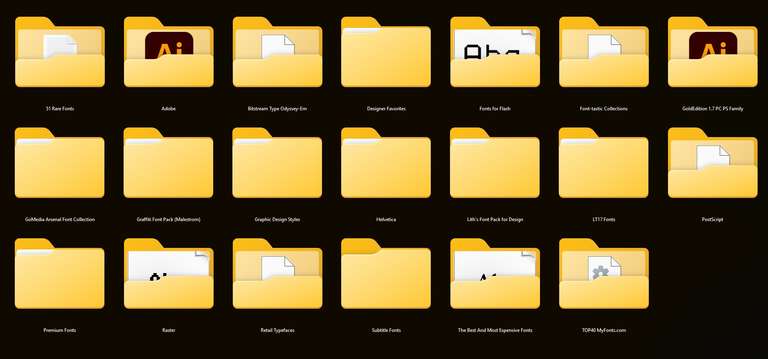 51 Rare Fonts
Ai
Adobe
Bitstream Type Odyssey-Em
Designer Favorites
Abg
Fonts for Flash
Font-tastic Collections
Ai
GoldEdition 1.7 PC PS Family
GoMedia Arsenal Font Collection
Graffiti Font Pack (Malestrom)
Graphic Design Styles
Helvetica
Lith's Font Pack for Design
LT17 Fonts
PostScript
Premium Fonts
Raster
Retail Typefaces
Subtitle Fonts
The Best And Most Expensive Fonts
TOP40 MyFonts.com